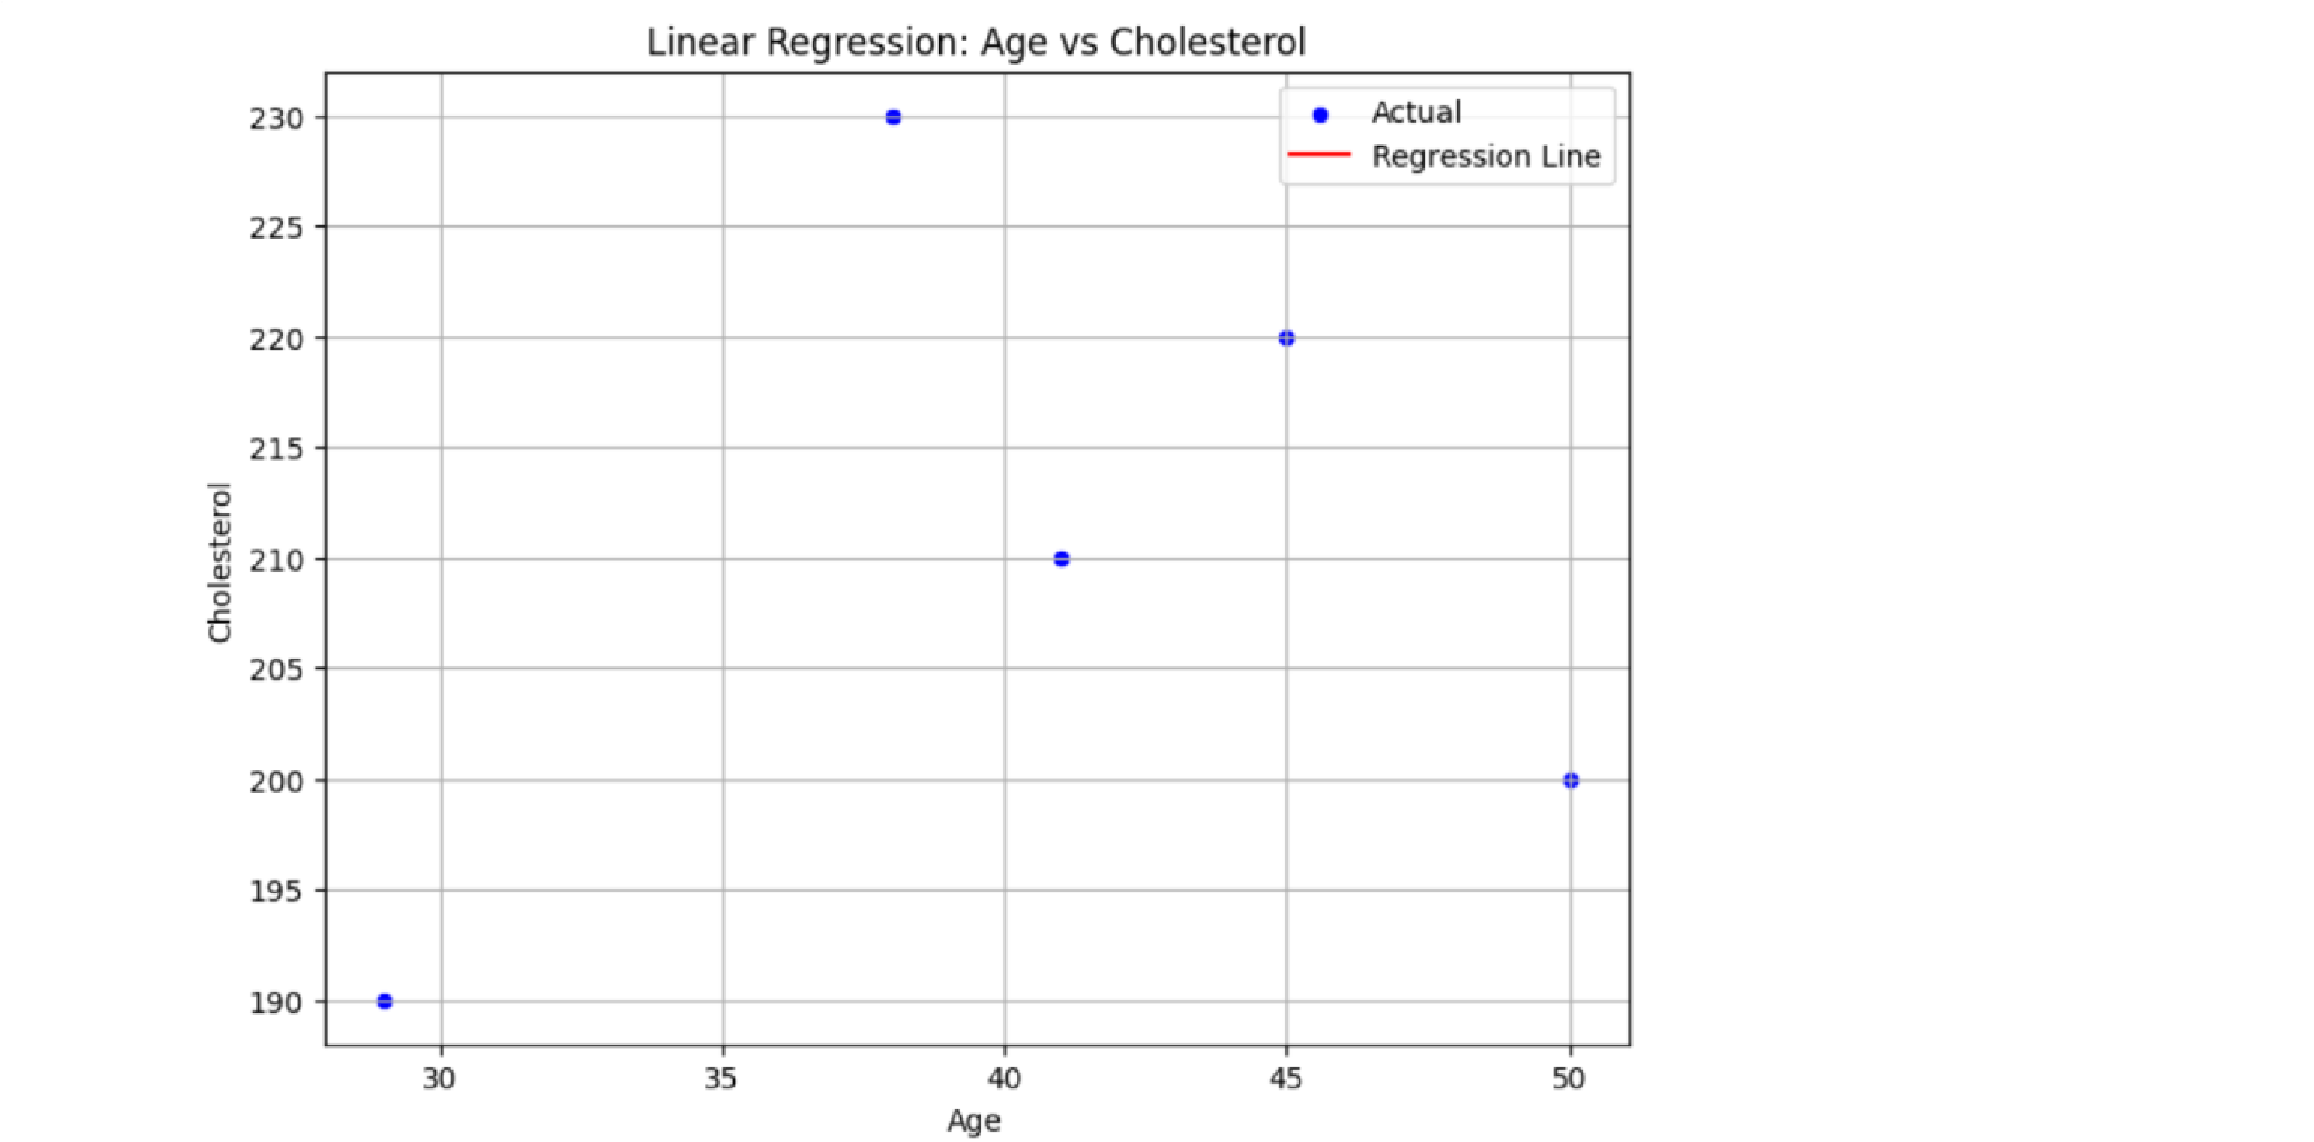 Linear Regression: Age vs Cholesterol
Actual
Regression Line
230
225
220
215
210
205
200
195
190
Cholesterol
30 35 40 45 50
Age